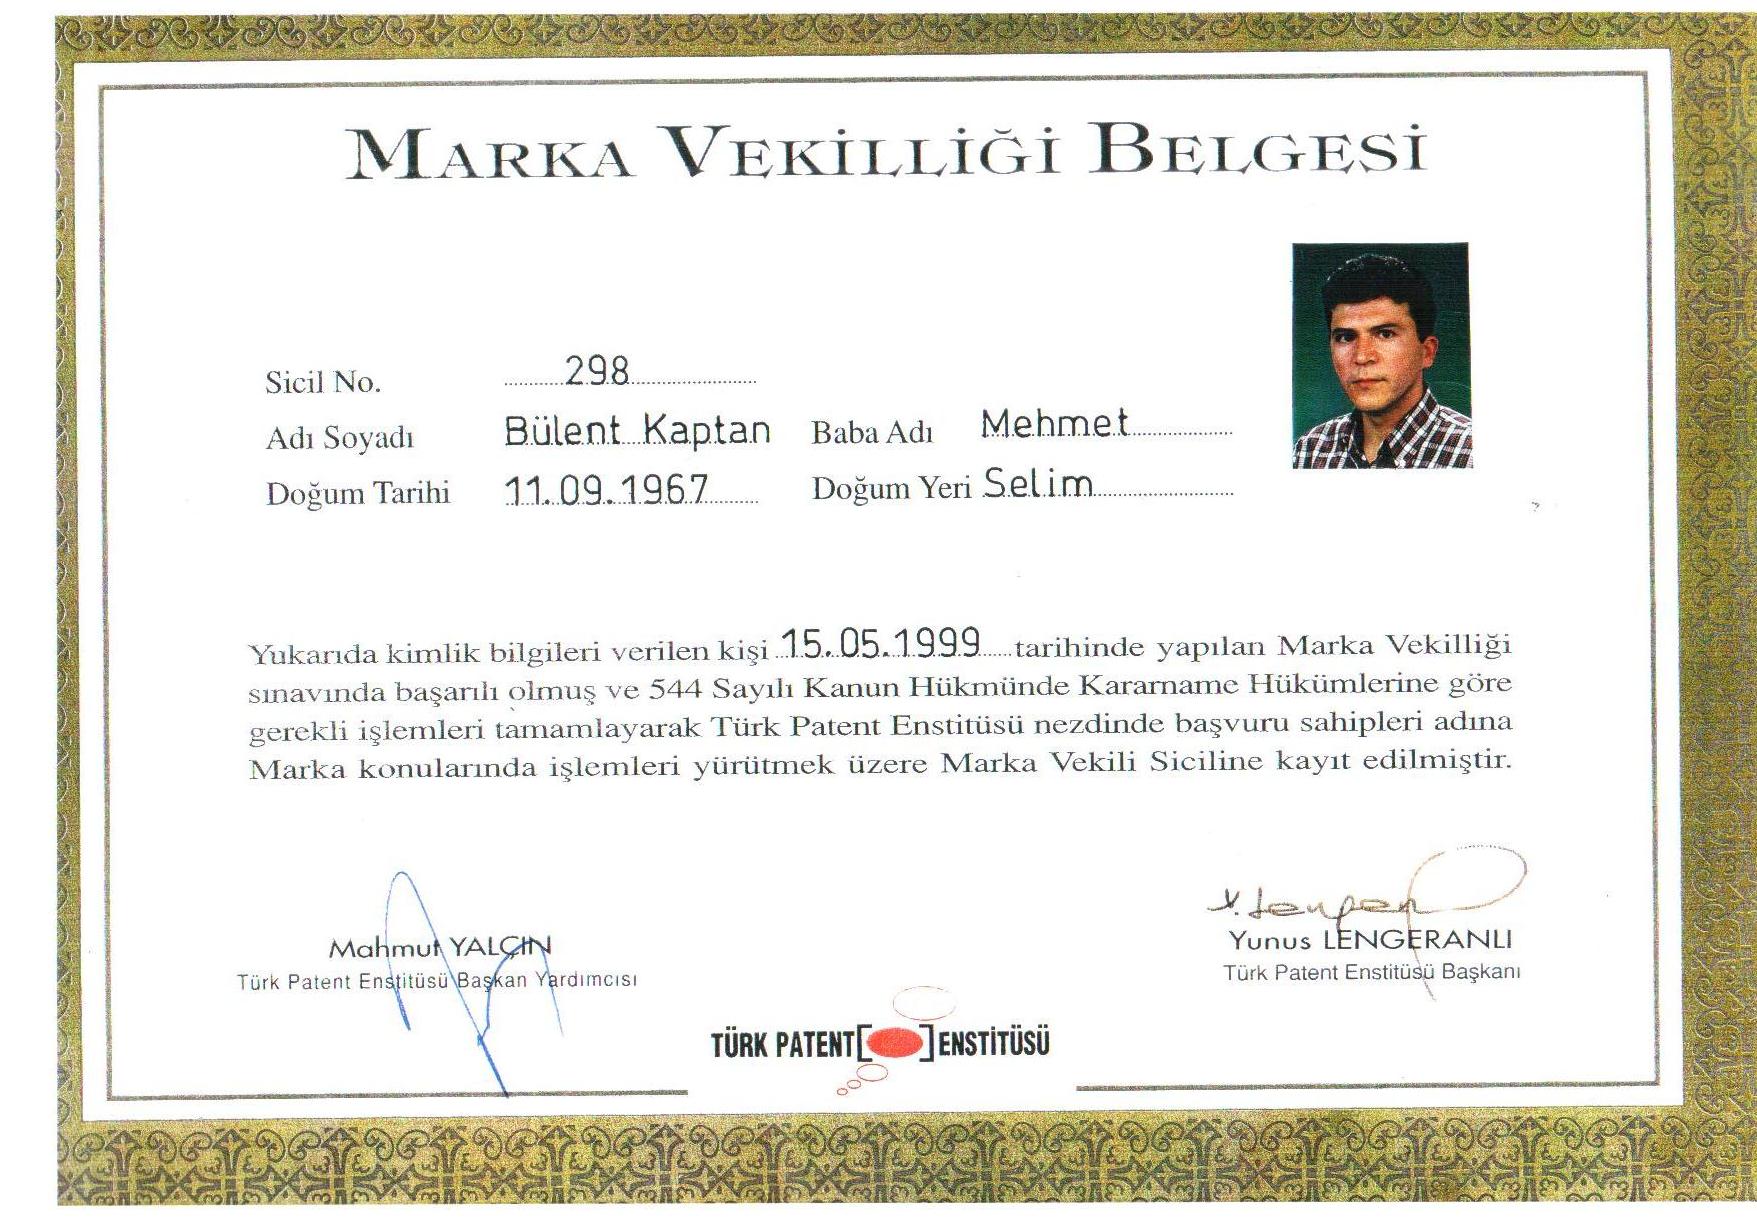 MARKA VEKİLLİĞİ BELGESİ
Sicil No. 298
Adı Soyadı Bülent Kaptan Baba Adı Mehmet
Doğum Tarihi 11.09.1967 Doğum Yeri Selim
Yukarıda kimlik bilgileri verilen kişi 15.05.1999 tarihinde yapılan Marka Vekilliği
sınavında başarılı olmuş ve 544 Sayılı Kanun Hükmünde Kararname Hükümlerine göre
gerekli işlemleri tamamlayarak Türk Patent Enstitüsü nezdinde başvuru sahipleri adına
Marka konularında işlemleri yürütmek üzere Marka Vekili Siciline kayıt edilmiştir.
Mahmut YALÇIN
Türk Patent Enstitüsü Başkan Yardımcısı
Yunus LENGERANLI
Türk Patent Enstitüsü Başkanı
TÜRK PATENT[ ]ENSTİTÜSÜ